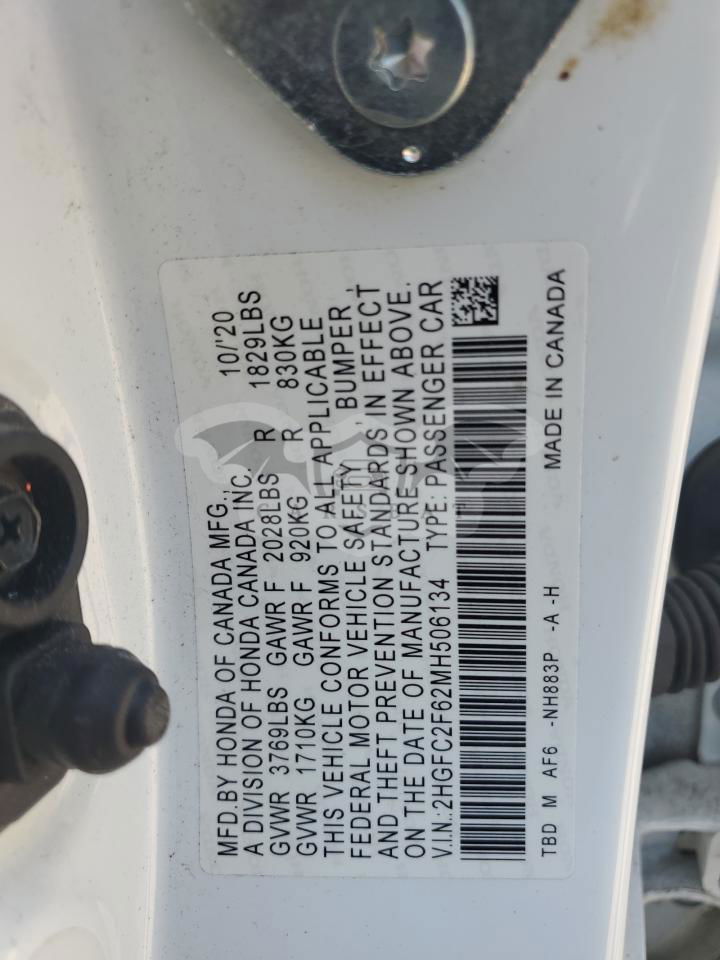 MFD.BY HONDA OF CANADA MFG., 10/'20
A DIVISION OF HONDA CANADA INC.
GVWR 3769LBS GAWR F 2028LBS R 1829LBS
GVWR 1710KG GAWR F 920KG R 830KG
THIS VEHICLE CONFORMS TO ALL APPLICABLE
FEDERAL MOTOR VEHICLE SAFETY, BUMPER,
AND THEFT PREVENTION STANDARDS IN EFFECT
ON THE DATE OF MANUFACTURE SHOWN ABOVE.
V.I.N.:2HGFC2F62MH506134 TYPE: PASSENGER CAR
TBD M AF6 -NH883P -A -H MADE IN CANADA